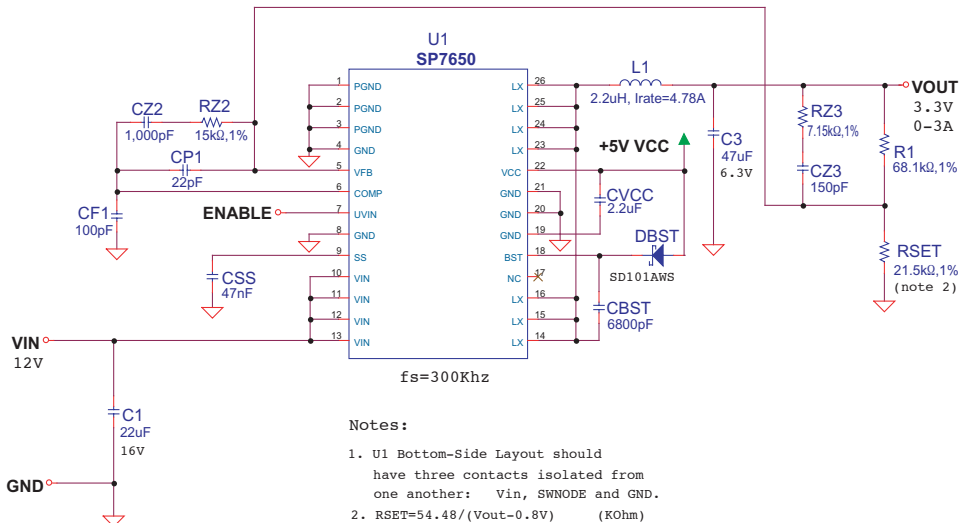 U1
SP7650
1 PGND
2 PGND
3 PGND
4 GND
5 VFB
6 COMP
7 UVIN
8 GND
9 SS
10 VIN
11 VIN
12 VIN
13 VIN
LX 26
LX 25
LX 24
LX 23
VCC 22
GND 21
GND 20
GND 19
BST 18
NC 17
LX 16
LX 15
LX 14
fs=300Khz
CZ2
1,000pF
RZ2
15kΩ,1%
CP1
22pF
CF1
100pF
ENABLE
CSS
47nF
VIN
12V
C1
22uF
16V
GND
L1
2.2uH, Irate=4.78A
+5V VCC
CVCC
2.2uF
DBST
SD101AWS
CBST
6800pF
C3
47uF
6.3V
RZ3
7.15kΩ,1%
CZ3
150pF
VOUT
3.3V
0-3A
R1
68.1kΩ,1%
RSET
21.5kΩ,1%
(note 2)
Notes:
1. U1 Bottom-Side Layout should
have three contacts isolated from
one another: Vin, SWNODE and GND.
2. RSET=54.48/(Vout-0.8V) (KOhm)